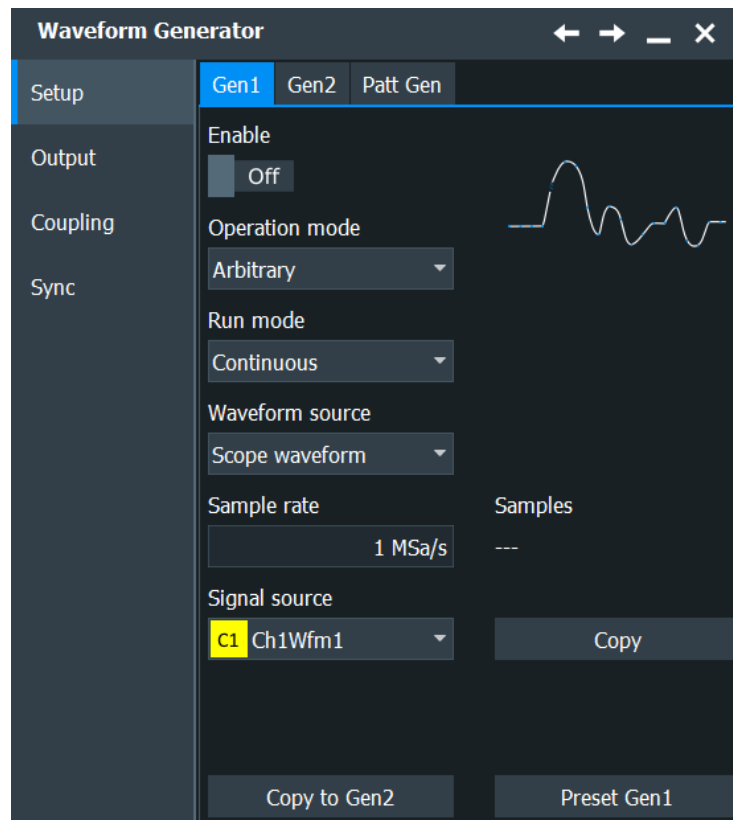 Waveform Generator
Setup
Output
Coupling
Sync
Gen1 Gen2 Patt Gen
Enable
Off
Operation mode
Arbitrary
Run mode
Continuous
Waveform source
Scope waveform
Sample rate
1 MSa/s
Samples
---
Signal source
C1 Ch1Wfm1
Copy
Copy to Gen2
Preset Gen1